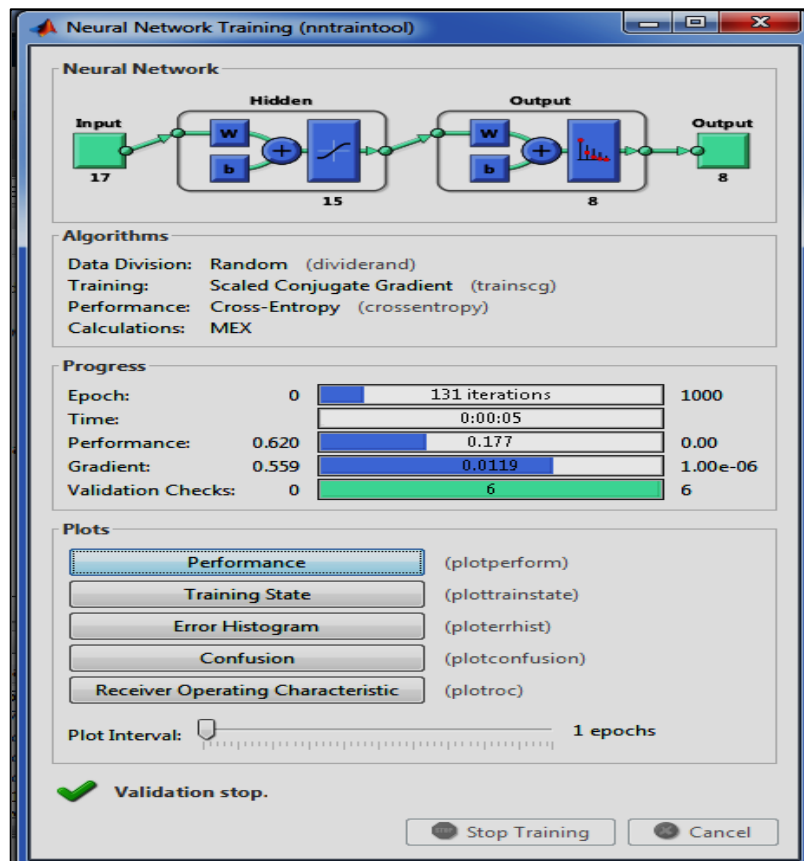 Neural Network Training (nntraintool)
Neural Network
Hidden Output
Input Output
W W
b b
17 15 8 8
Algorithms
Data Division: Random (dividerand)
Training: Scaled Conjugate Gradient (trainscg)
Performance: Cross-Entropy (crossentropy)
Calculations: MEX
Progress
Epoch: 0 131 iterations 1000
Time: 0:00:05
Performance: 0.620 0.177 0.00
Gradient: 0.559 0.0119 1.00e-06
Validation Checks: 0 6 6
Plots
Performance (plotperform)
Training State (plottrainstate)
Error Histogram (ploterrhist)
Confusion (plotconfusion)
Receiver Operating Characteristic (plotroc)
Plot Interval: 1 epochs
Validation stop.
Stop Training Cancel